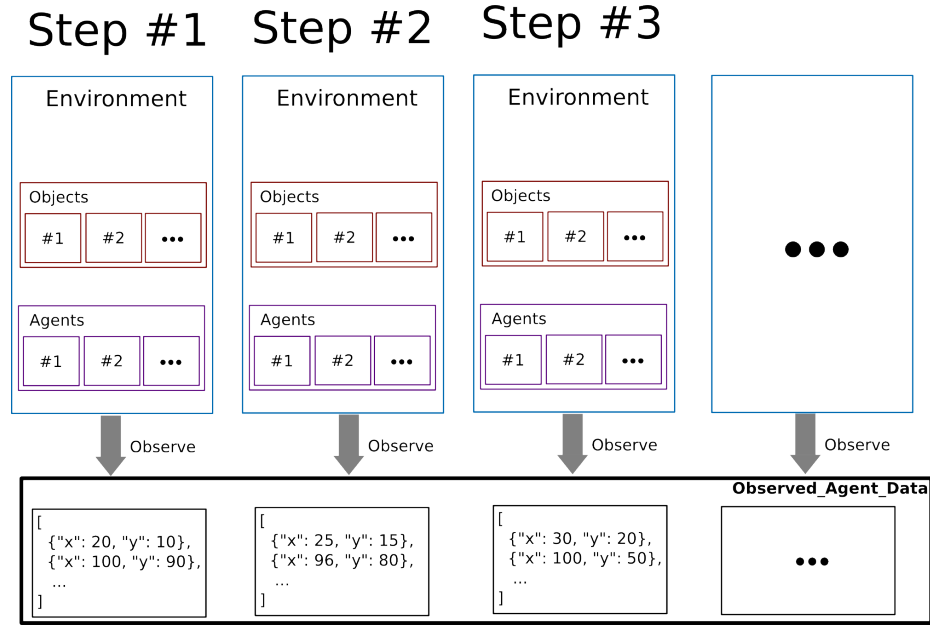 Step #1
Step #2
Step #3
Environment
Environment
Environment
Objects
#1
#2
•••
Objects
#1
#2
•••
Objects
#1
#2
•••
•••
Agents
#1
#2
•••
Agents
#1
#2
•••
Agents
#1
#2
•••
Observe
Observe
Observe
Observe
Observed_Agent_Data
[
{"x": 20, "y": 10},
{"x": 100, "y": 90},
...
]
[
{"x": 25, "y": 15},
{"x": 96, "y": 80},
...
]
[
{"x": 30, "y": 20},
{"x": 100, "y": 50},
...
]
•••